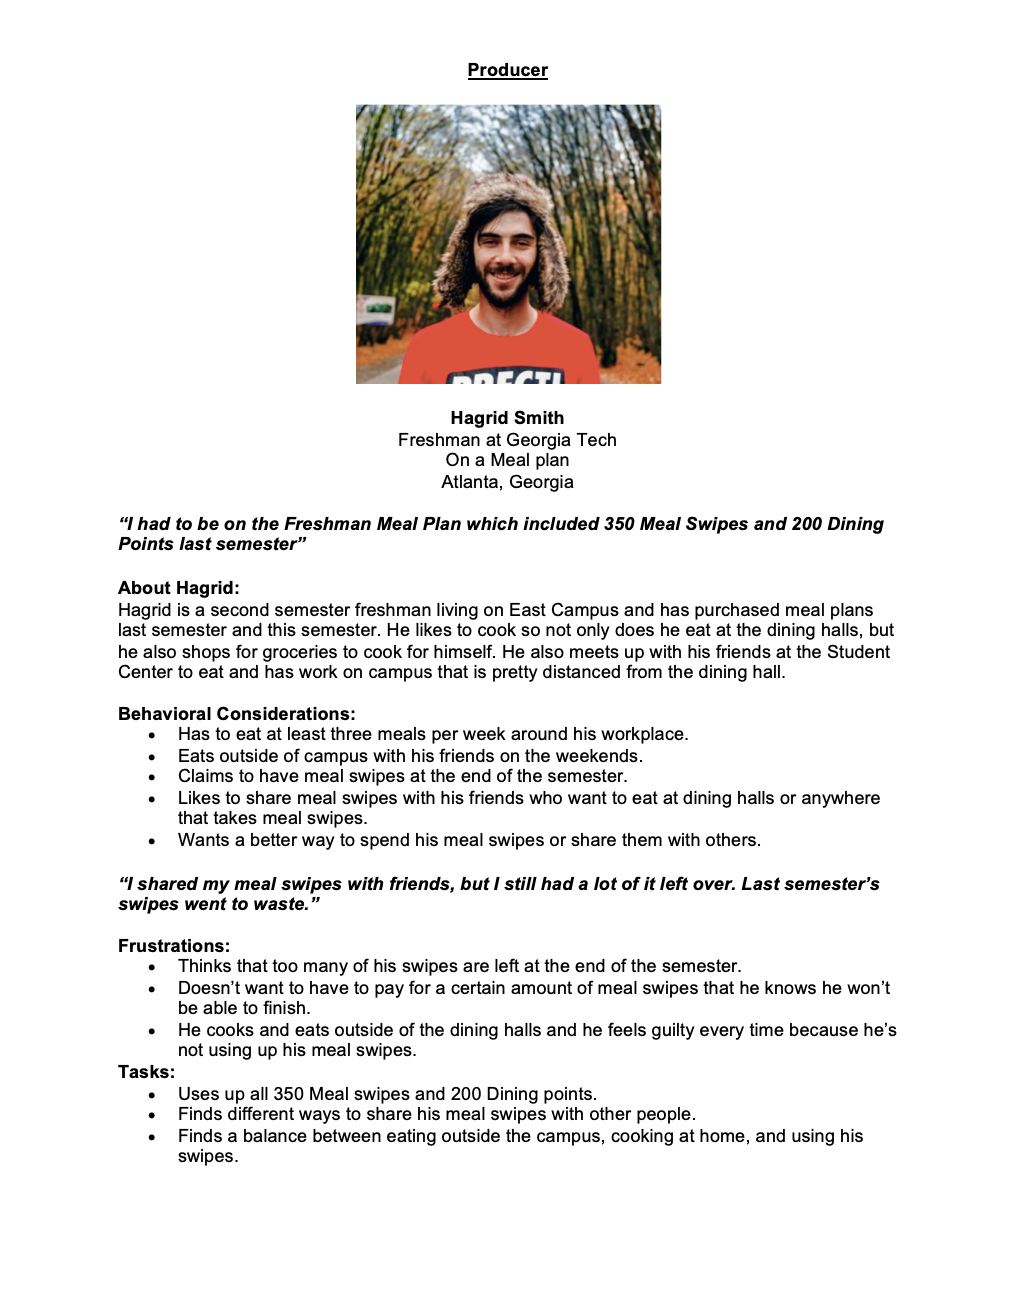 Producer
Hagrid Smith
Freshman at Georgia Tech
On a Meal plan
Atlanta, Georgia
“I had to be on the Freshman Meal Plan which included 350 Meal Swipes and 200 Dining
Points last semester”
About Hagrid:
Hagrid is a second semester freshman living on East Campus and has purchased meal plans
last semester and this semester. He likes to cook so not only does he eat at the dining halls, but
he also shops for groceries to cook for himself. He also meets up with his friends at the Student
Center to eat and has work on campus that is pretty distanced from the dining hall.
Behavioral Considerations:
• Has to eat at least three meals per week around his workplace.
• Eats outside of campus with his friends on the weekends.
• Claims to have meal swipes at the end of the semester.
• Likes to share meal swipes with his friends who want to eat at dining halls or anywhere
that takes meal swipes.
• Wants a better way to spend his meal swipes or share them with others.
“I shared my meal swipes with friends, but I still had a lot of it left over. Last semester’s
swipes went to waste.”
Frustrations:
• Thinks that too many of his swipes are left at the end of the semester.
• Doesn’t want to have to pay for a certain amount of meal swipes that he knows he won’t
be able to finish.
• He cooks and eats outside of the dining halls and he feels guilty every time because he’s
not using up his meal swipes.
Tasks:
• Uses up all 350 Meal swipes and 200 Dining points.
• Finds different ways to share his meal swipes with other people.
• Finds a balance between eating outside the campus, cooking at home, and using his
swipes.